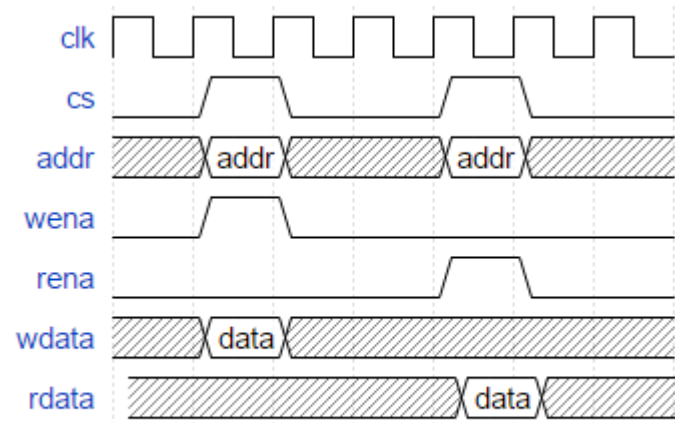 clk
cs
addr addr addr
wena
rena
wdata data
rdata data